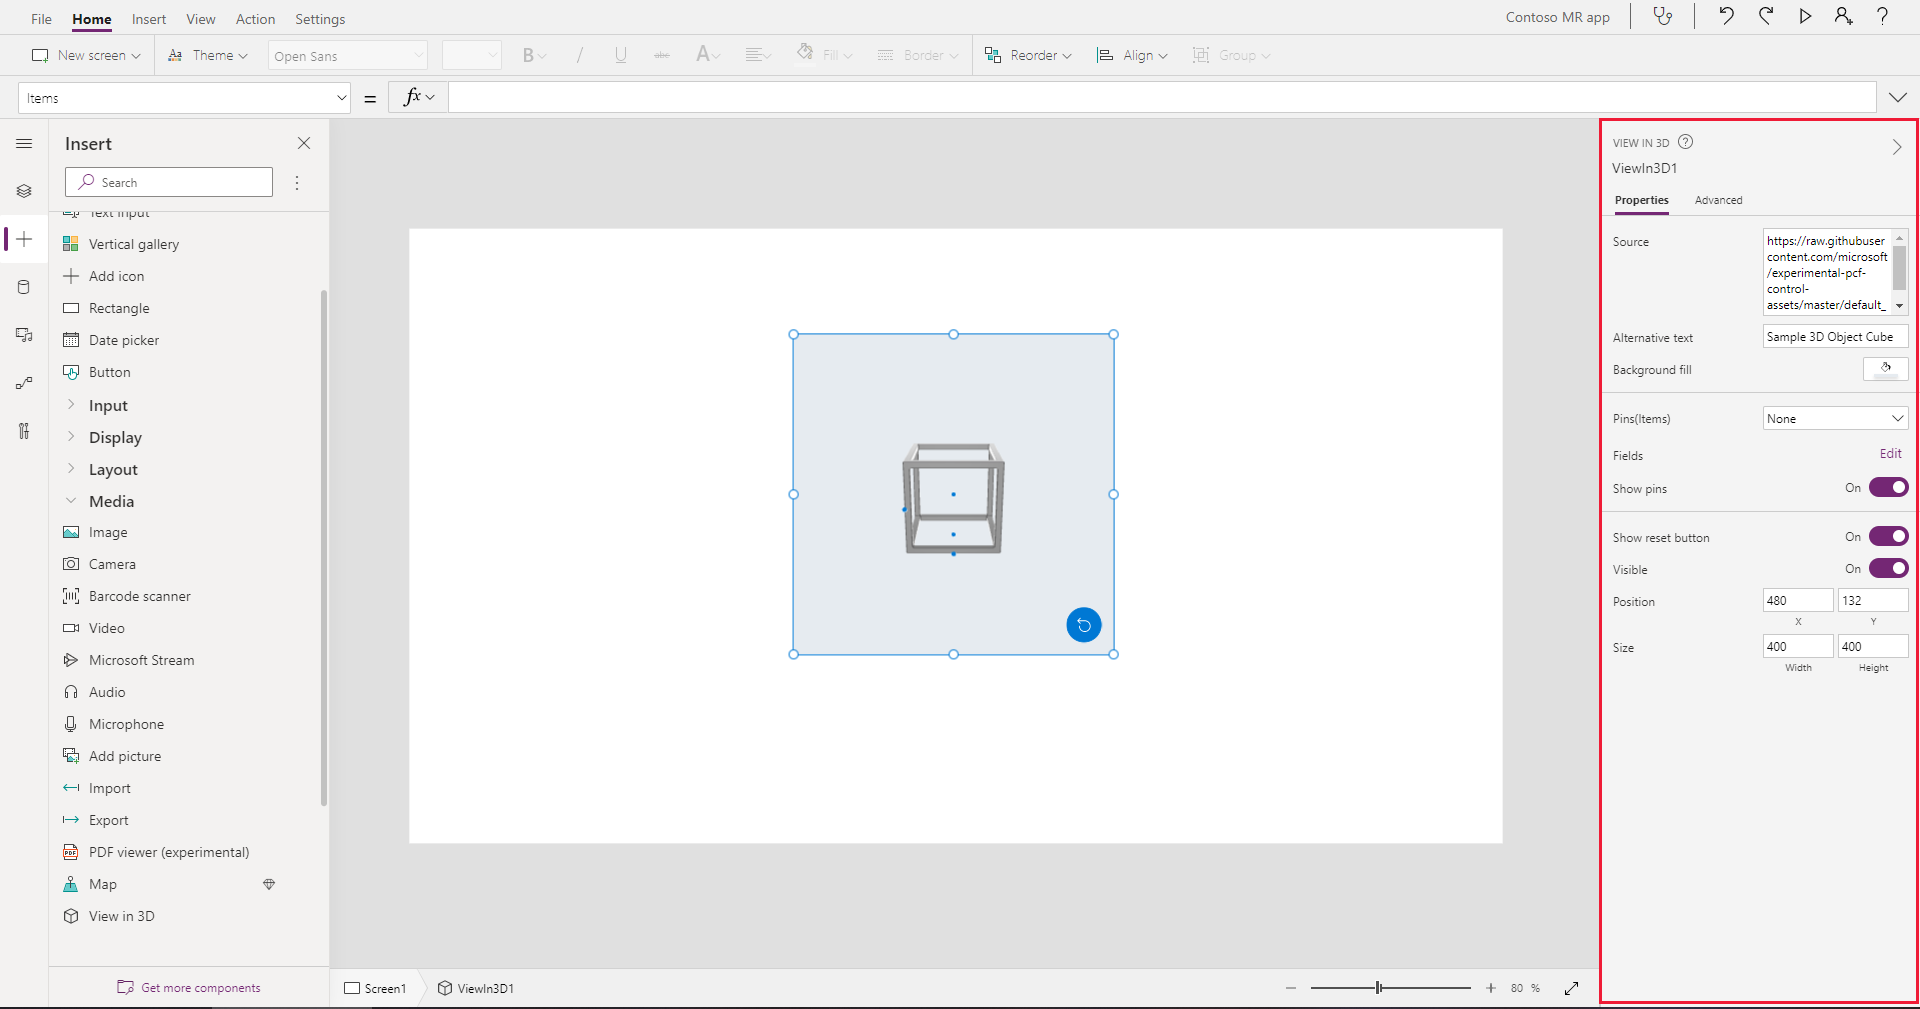 File Home Insert View Action Settings
Contoso MR app
New screen Theme Open Sans B / U abc A Fill Border Reorder Align Group
Items = fx
Insert
Search
Text input
Vertical gallery
Add icon
Rectangle
Date picker
Button
Input
Display
Layout
Media
Image
Camera
Barcode scanner
Video
Microsoft Stream
Audio
Microphone
Add picture
Import
Export
PDF viewer (experimental)
Map
View in 3D
Get more components
Screen1 ViewIn3D1
80 %
VIEW IN 3D ?
ViewIn3D1
Properties Advanced
Source
https://raw.githubuser
content.com/microsoft
/experimental-pcf-
control-
assets/master/default_
Alternative text Sample 3D Object Cube
Background fill
Pins(Items) None
Fields Edit
Show pins On
Show reset button On
Visible On
Position 480 132
X Y
Size 400 400
Width Height